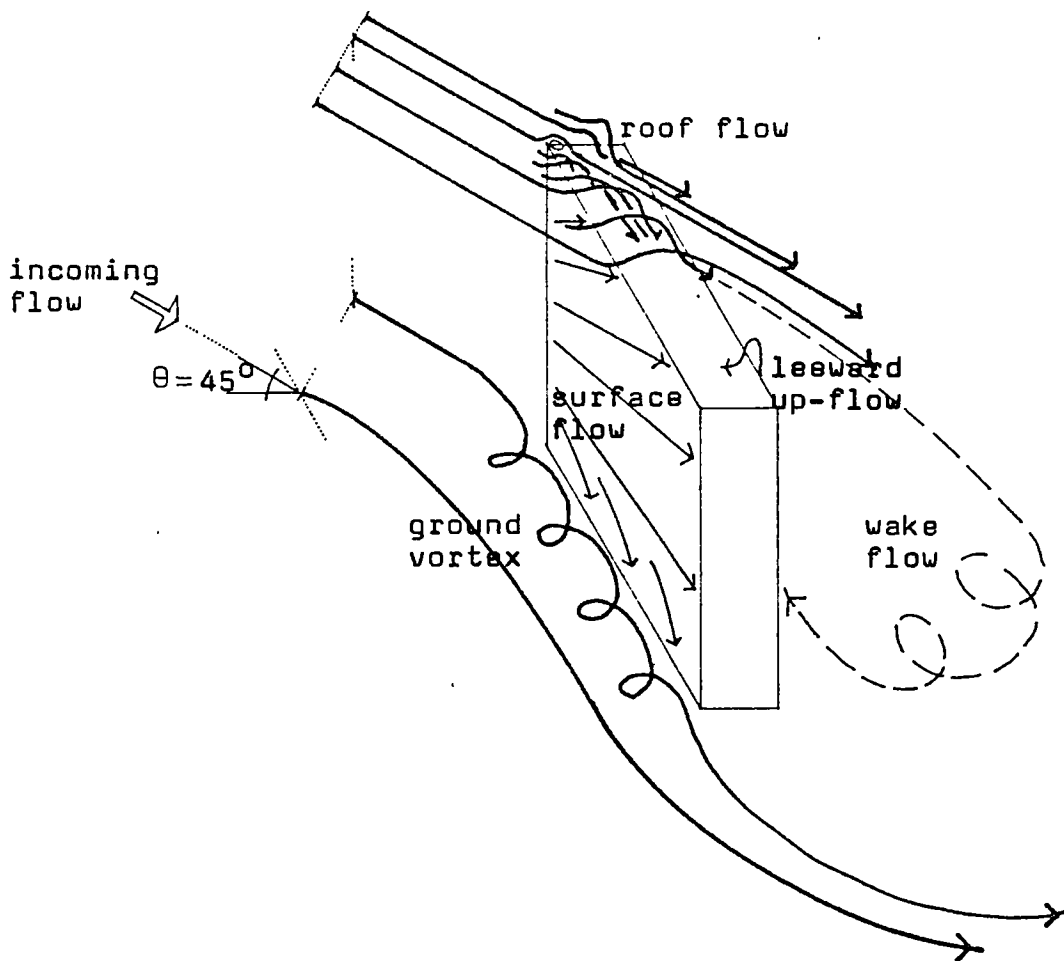 roof flow
incoming
flow
θ=45°
leeward
up-flow
surface
flow
ground
vortex
wake
flow